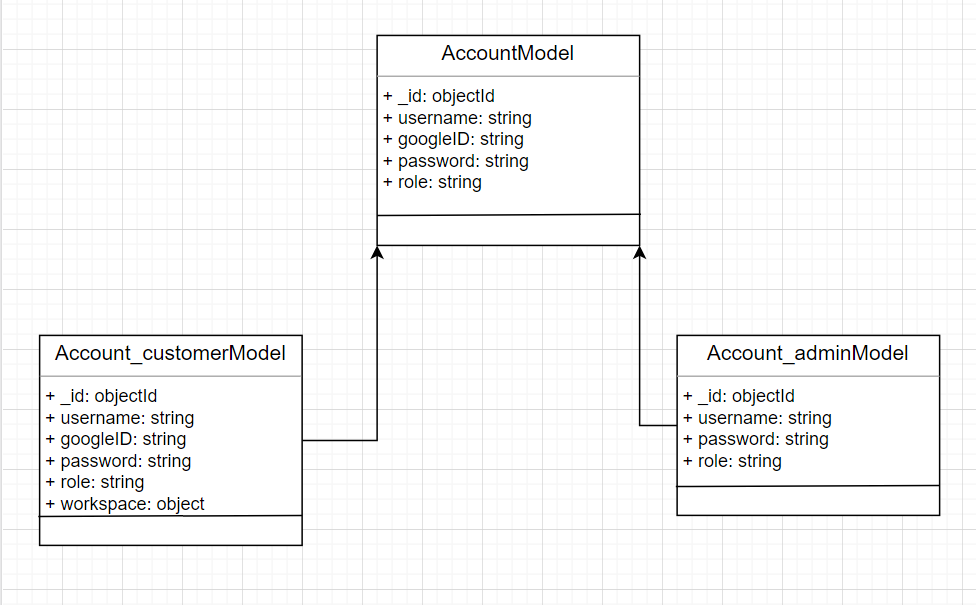 AccountModel
+ _id: objectId
+ username: string
+ googleID: string
+ password: string
+ role: string
Account_customerModel
+ _id: objectId
+ username: string
+ googleID: string
+ password: string
+ role: string
+ workspace: object
Account_adminModel
+ _id: objectId
+ username: string
+ password: string
+ role: string